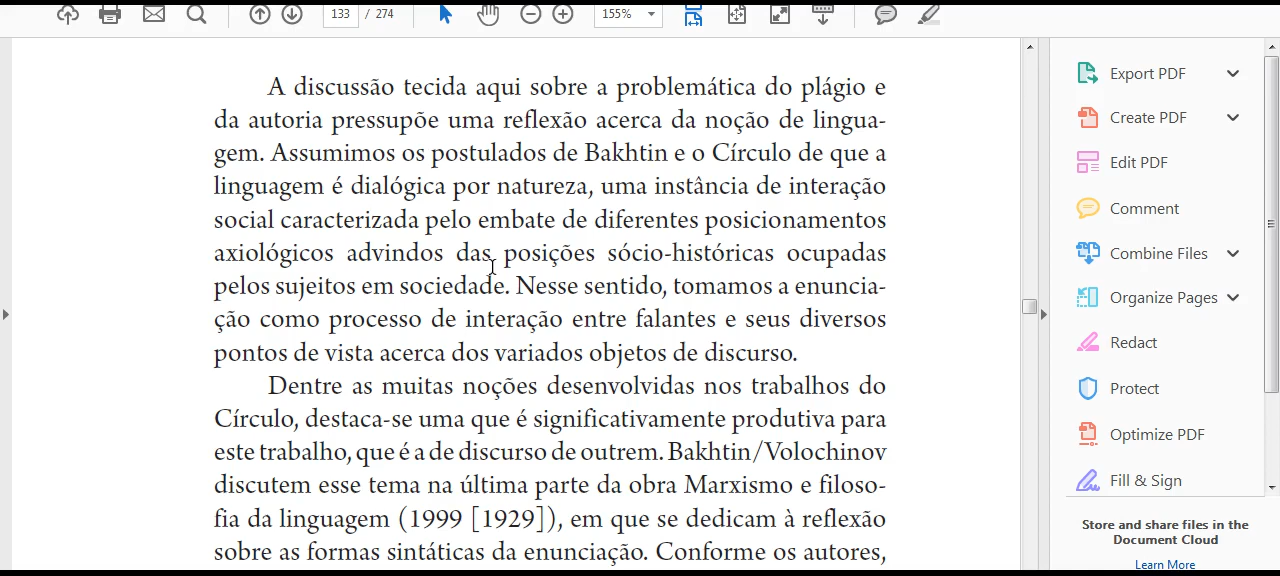 133 / 274
155%
A discussão tecida aqui sobre a problemática do plágio e
da autoria pressupõe uma reflexão acerca da noção de lingua-
gem. Assumimos os postulados de Bakhtin e o Círculo de que a
linguagem é dialógica por natureza, uma instância de interação
social caracterizada pelo embate de diferentes posicionamentos
axiológicos advindos das posições sócio-históricas ocupadas
pelos sujeitos em sociedade. Nesse sentido, tomamos a enuncia-
ção como processo de interação entre falantes e seus diversos
pontos de vista acerca dos variados objetos de discurso.
Dentre as muitas noções desenvolvidas nos trabalhos do
Círculo, destaca-se uma que é significativamente produtiva para
este trabalho, que é a de discurso de outrem. Bakhtin/Volochinov
discutem esse tema na última parte da obra Marxismo e filoso-
fia da linguagem (1999 [1929]), em que se dedicam à reflexão
sobre as formas sintáticas da enunciação. Conforme os autores,
Export PDF
Create PDF
Edit PDF
Comment
Combine Files
Organize Pages
Redact
Protect
Optimize PDF
Fill & Sign
Store and share files in the
Document Cloud
Learn More